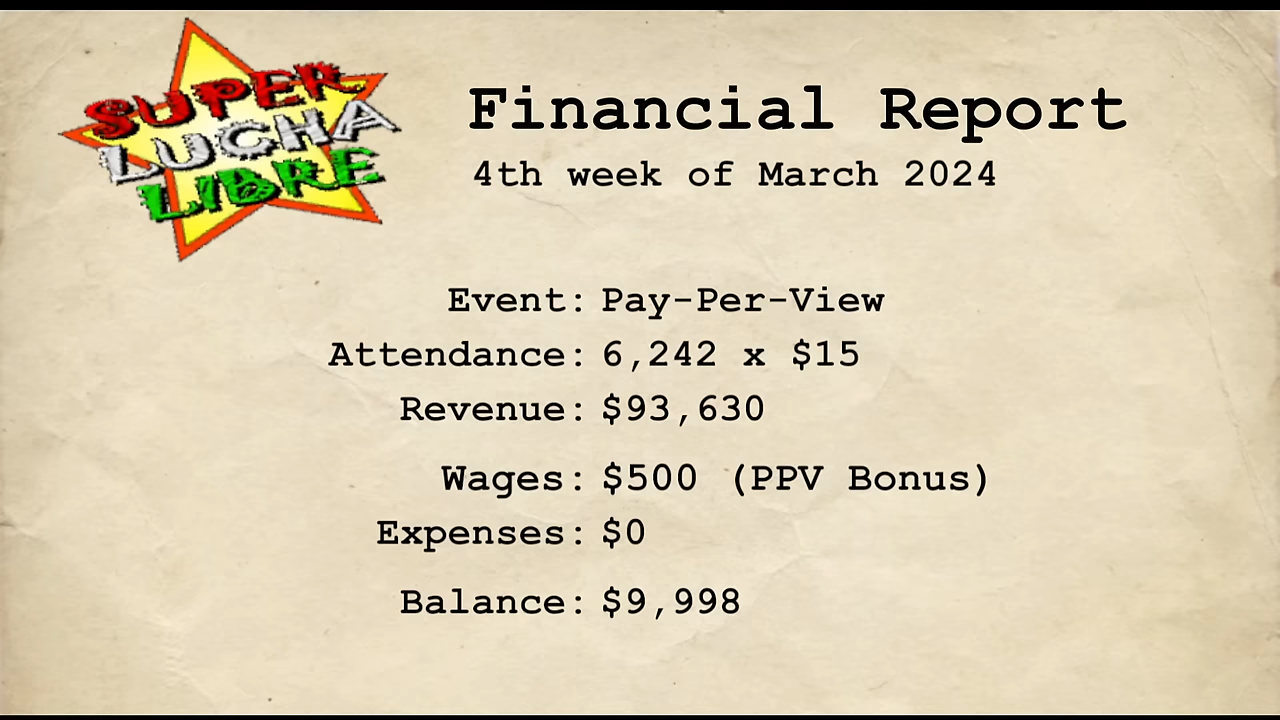 SUPER
LUCHA
LIBRE
Financial Report
4th week of March 2024
Event: Pay-Per-View
Attendance: 6,242 x $15
Revenue: $93,630
Wages: $500 (PPV Bonus)
Expenses: $0
Balance: $9,998